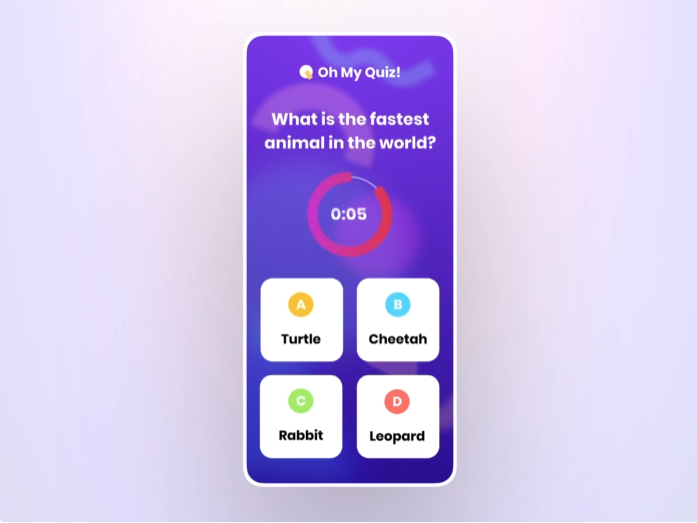 Oh My Quiz!
What is the fastest
animal in the world?
0:05
A
B
Turtle
Cheetah
C
D
Rabbit
Leopard